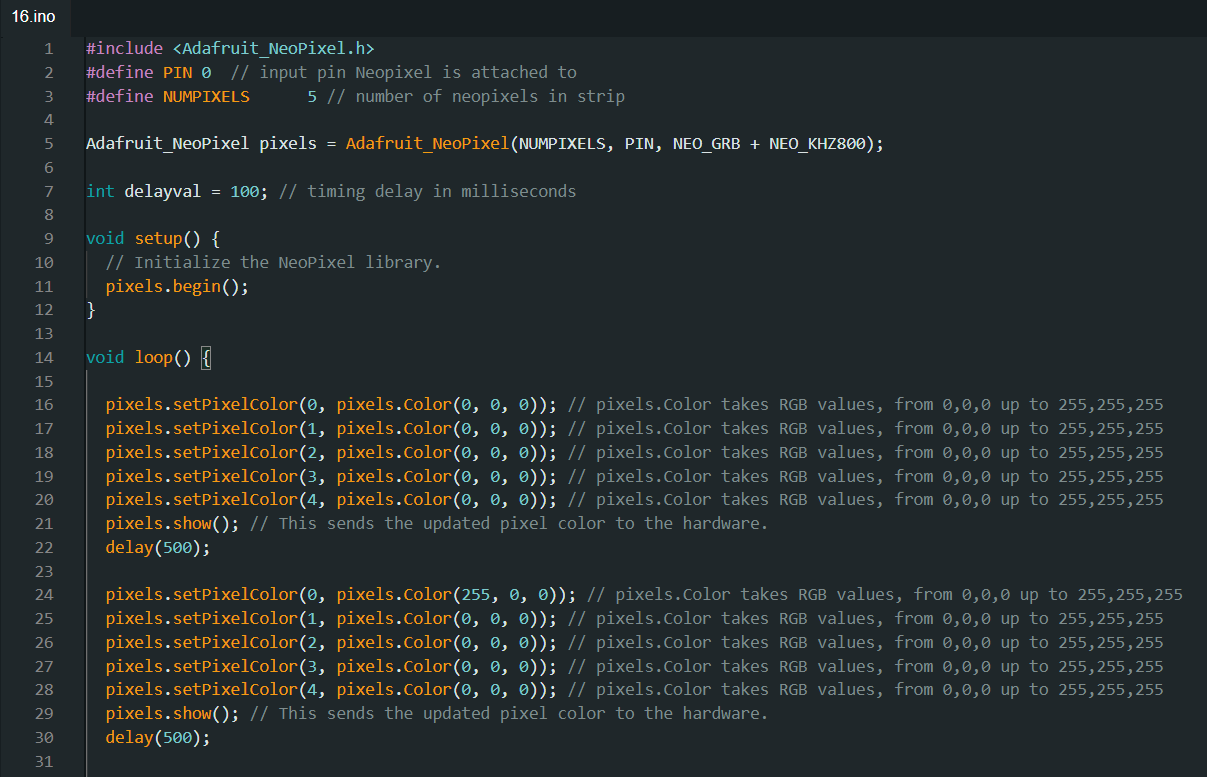 16.ino
1 #include <Adafruit_NeoPixel.h>
2 #define PIN 0  // input pin Neopixel is attached to
3 #define NUMPIXELS      5 // number of neopixels in strip
4
5 Adafruit_NeoPixel pixels = Adafruit_NeoPixel(NUMPIXELS, PIN, NEO_GRB + NEO_KHZ800);
6
7 int delayval = 100; // timing delay in milliseconds
8
9 void setup() {
10   // Initialize the NeoPixel library.
11   pixels.begin();
12 }
13
14 void loop() {
15
16   pixels.setPixelColor(0, pixels.Color(0, 0, 0)); // pixels.Color takes RGB values, from 0,0,0 up to 255,255,255
17   pixels.setPixelColor(1, pixels.Color(0, 0, 0)); // pixels.Color takes RGB values, from 0,0,0 up to 255,255,255
18   pixels.setPixelColor(2, pixels.Color(0, 0, 0)); // pixels.Color takes RGB values, from 0,0,0 up to 255,255,255
19   pixels.setPixelColor(3, pixels.Color(0, 0, 0)); // pixels.Color takes RGB values, from 0,0,0 up to 255,255,255
20   pixels.setPixelColor(4, pixels.Color(0, 0, 0)); // pixels.Color takes RGB values, from 0,0,0 up to 255,255,255
21   pixels.show(); // This sends the updated pixel color to the hardware.
22   delay(500);
23
24   pixels.setPixelColor(0, pixels.Color(255, 0, 0)); // pixels.Color takes RGB values, from 0,0,0 up to 255,255,255
25   pixels.setPixelColor(1, pixels.Color(0, 0, 0)); // pixels.Color takes RGB values, from 0,0,0 up to 255,255,255
26   pixels.setPixelColor(2, pixels.Color(0, 0, 0)); // pixels.Color takes RGB values, from 0,0,0 up to 255,255,255
27   pixels.setPixelColor(3, pixels.Color(0, 0, 0)); // pixels.Color takes RGB values, from 0,0,0 up to 255,255,255
28   pixels.setPixelColor(4, pixels.Color(0, 0, 0)); // pixels.Color takes RGB values, from 0,0,0 up to 255,255,255
29   pixels.show(); // This sends the updated pixel color to the hardware.
30   delay(500);
31